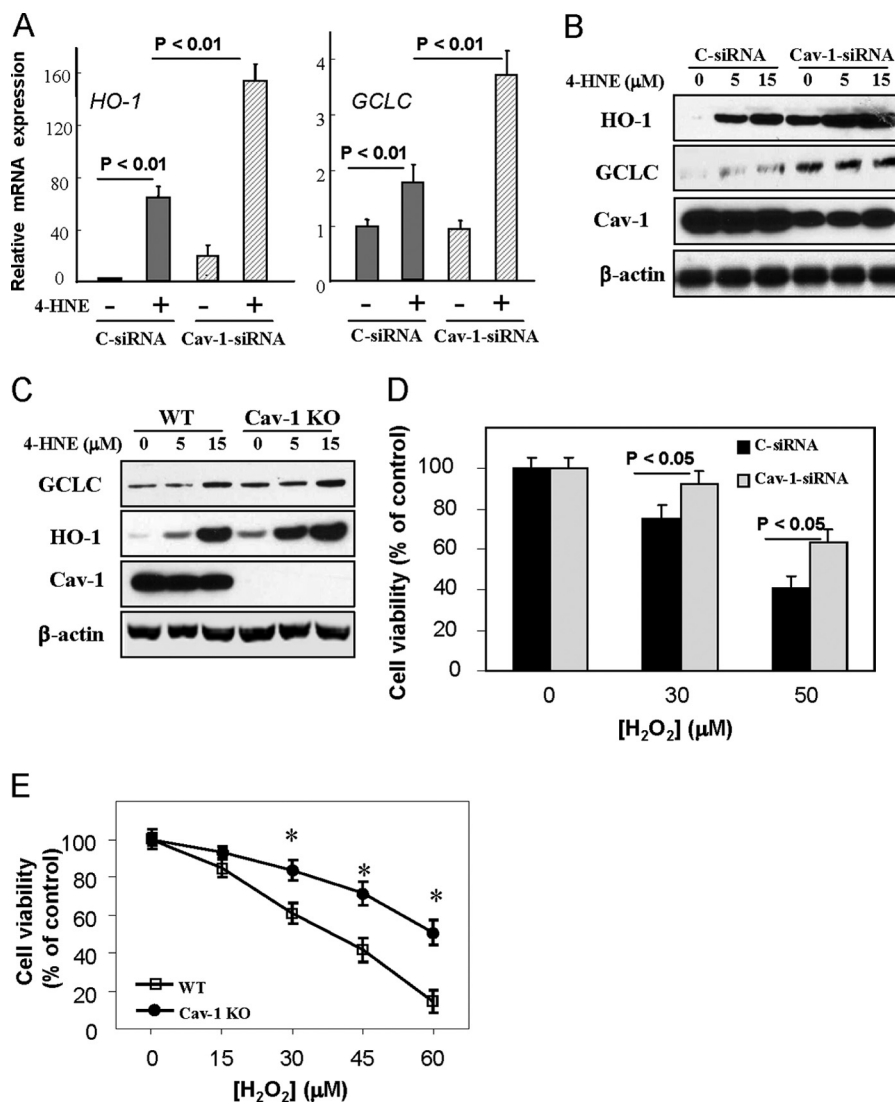 A
P < 0.01
HO-1
P < 0.01
Relative mRNA expression
160
120
80
40
0
4-HNE
– + – +
C-siRNA Cav-1-siRNA
P < 0.01
GCLC
P < 0.01
4
3
2
1
0
– + – +
C-siRNA Cav-1-siRNA
B
C-siRNA Cav-1-siRNA
4-HNE (μM) 0 5 15 0 5 15
HO-1
GCLC
Cav-1
β-actin
C
WT Cav-1 KO
4-HNE (μM) 0 5 15 0 5 15
GCLC
HO-1
Cav-1
β-actin
D
Cell viability (% of control)
100
80
60
40
20
0
P < 0.05
P < 0.05
C-siRNA
Cav-1-siRNA
0 30 50
[H₂O₂] (μM)
E
Cell viability
(% of control)
100
80
60
40
20
0
* * *
WT
Cav-1 KO
0 15 30 45 60
[H₂O₂] (μM)